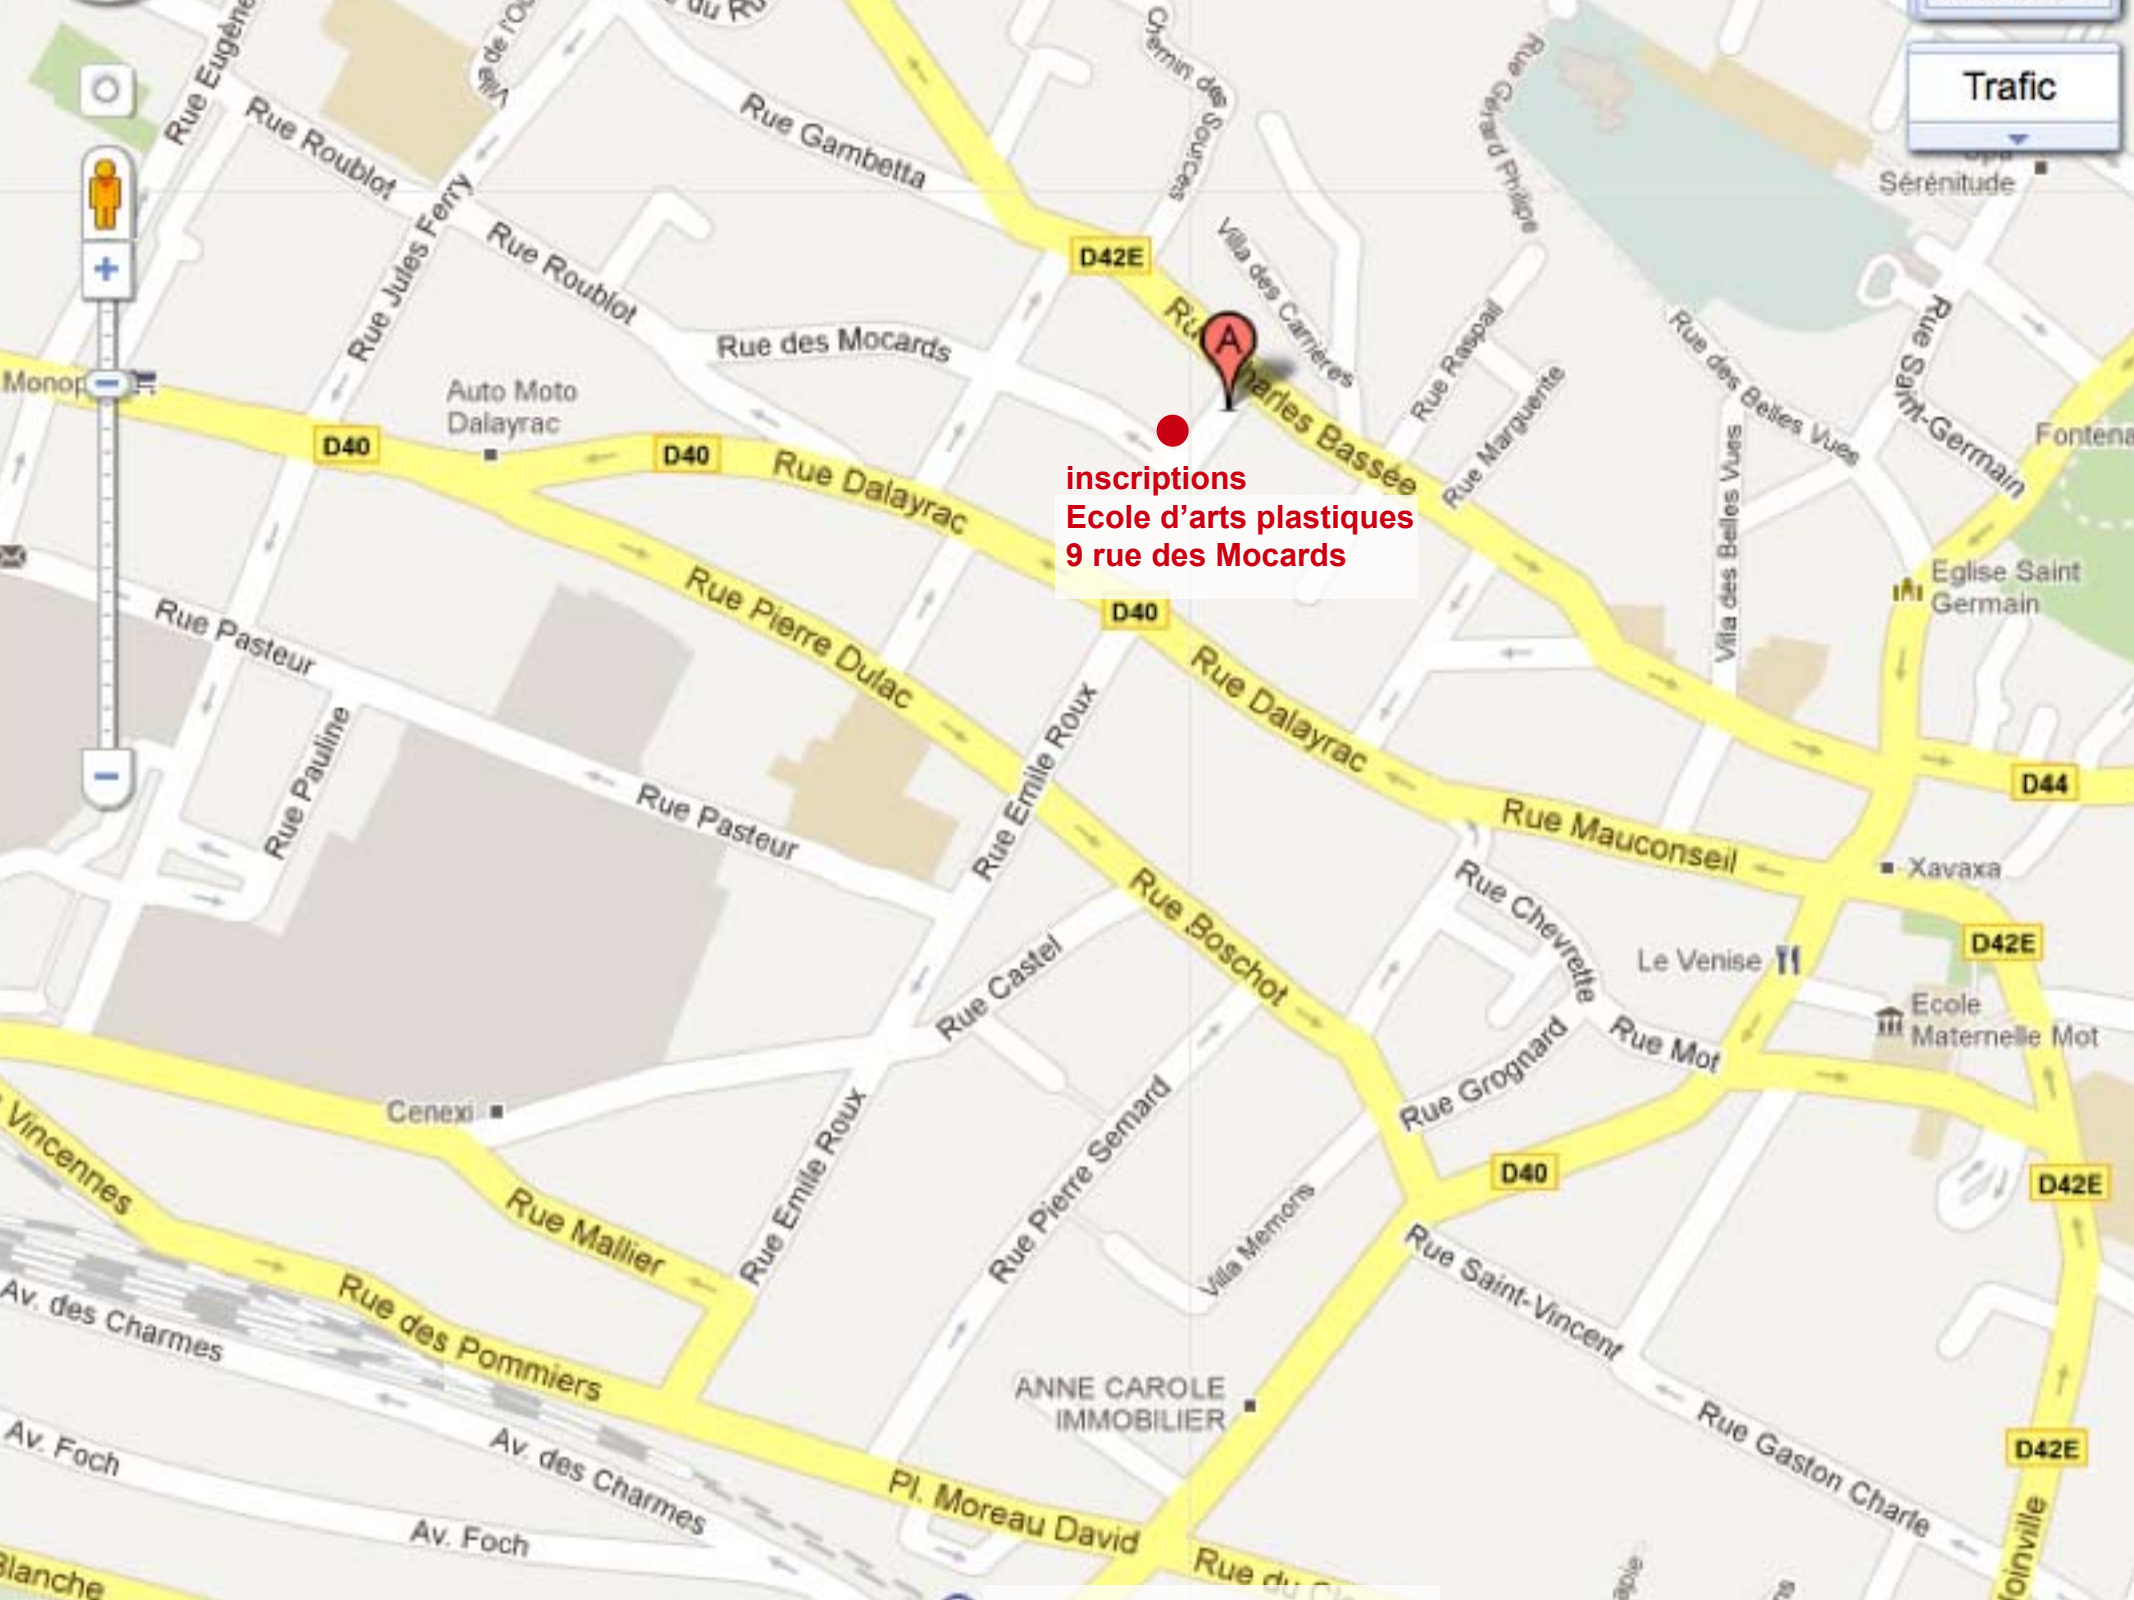 Trafic
Rue Eugène
Rue Roublot
Rue Jules Ferry
Rue Gambetta
Chemin des Sources
Rue Gérard Philipe
Spa
Sérénitude
Rue Roublot
D42E
Villa des Carrières
Rue Charles Bassée
A
Rue des Mocards
Rue Raspail
Rue Marguerite
Rue des Belles Vues
Rue Saint-Germain
Auto Moto
Dalayrac
D40
D40
Rue Dalayrac
inscriptions
Ecole d’arts plastiques
9 rue des Mocards
Villa des Belles Vues
Eglise Saint
Germain
D40
Rue Pasteur
Rue Pierre Dulac
Rue Dalayrac
Rue Pauline
Rue Pasteur
Rue Emile Roux
D44
Rue Mauconseil
Xavaxa
Rue Boschot
Rue Chevrette
D42E
Le Venise
Rue Castel
Ecole
Maternelle Mot
Rue Mot
Rue Grognard
Cenexi
Vincennes
Rue Emile Roux
Rue Pierre Semard
D40
D42E
Rue Mallier
Villa Memoris
Rue Saint-Vincent
Av. des Charmes
Rue des Pommiers
ANNE CAROLE
IMMOBILIER
Av. Foch
Av. des Charmes
Rue Gaston Charle
D42E
Pl. Moreau David
Av. Foch
Rue du
Blanche